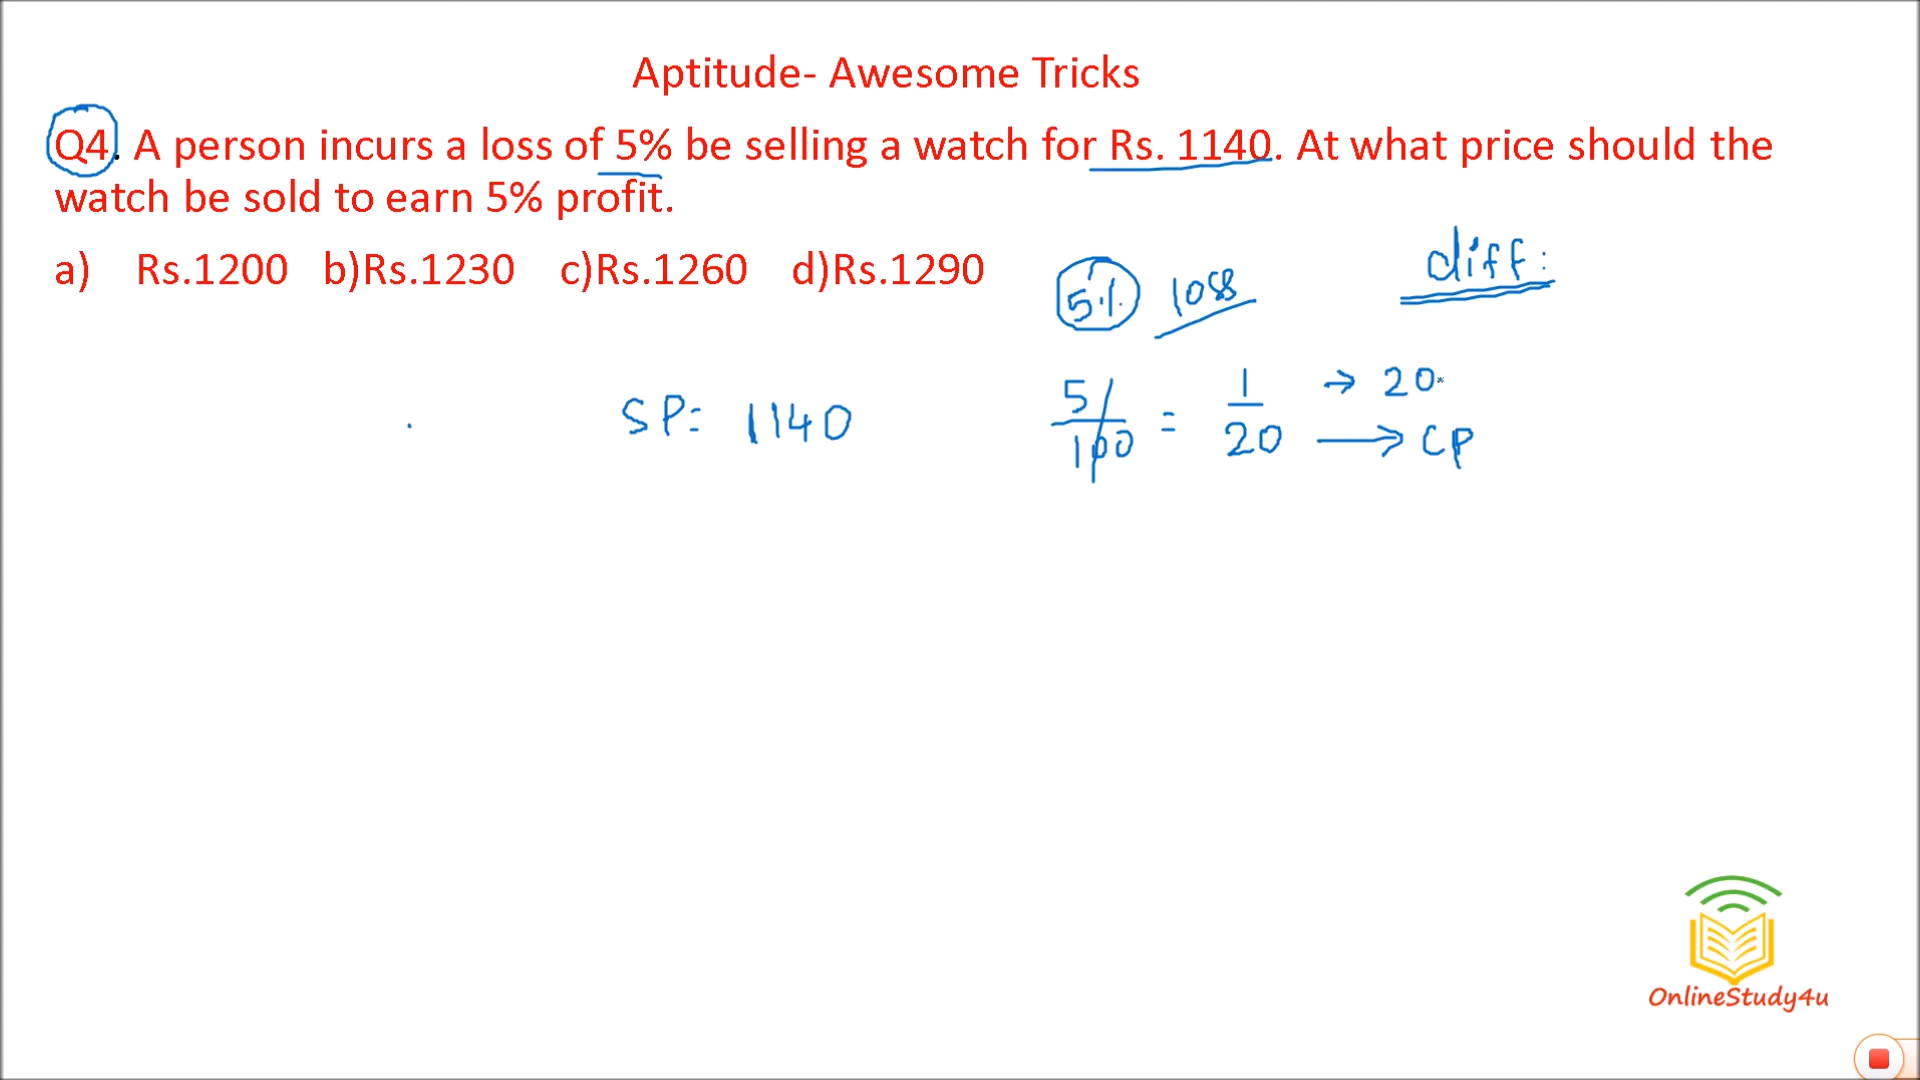 Aptitude- Awesome Tricks
Q4. A person incurs a loss of 5% be selling a watch for Rs. 1140. At what price should the
watch be sold to earn 5% profit.
a) Rs.1200 b)Rs.1230 c)Rs.1260 d)Rs.1290
5% loss diff:
SP: 1140 5/100 = 1/20 → 20
→ CP
OnlineStudy4u